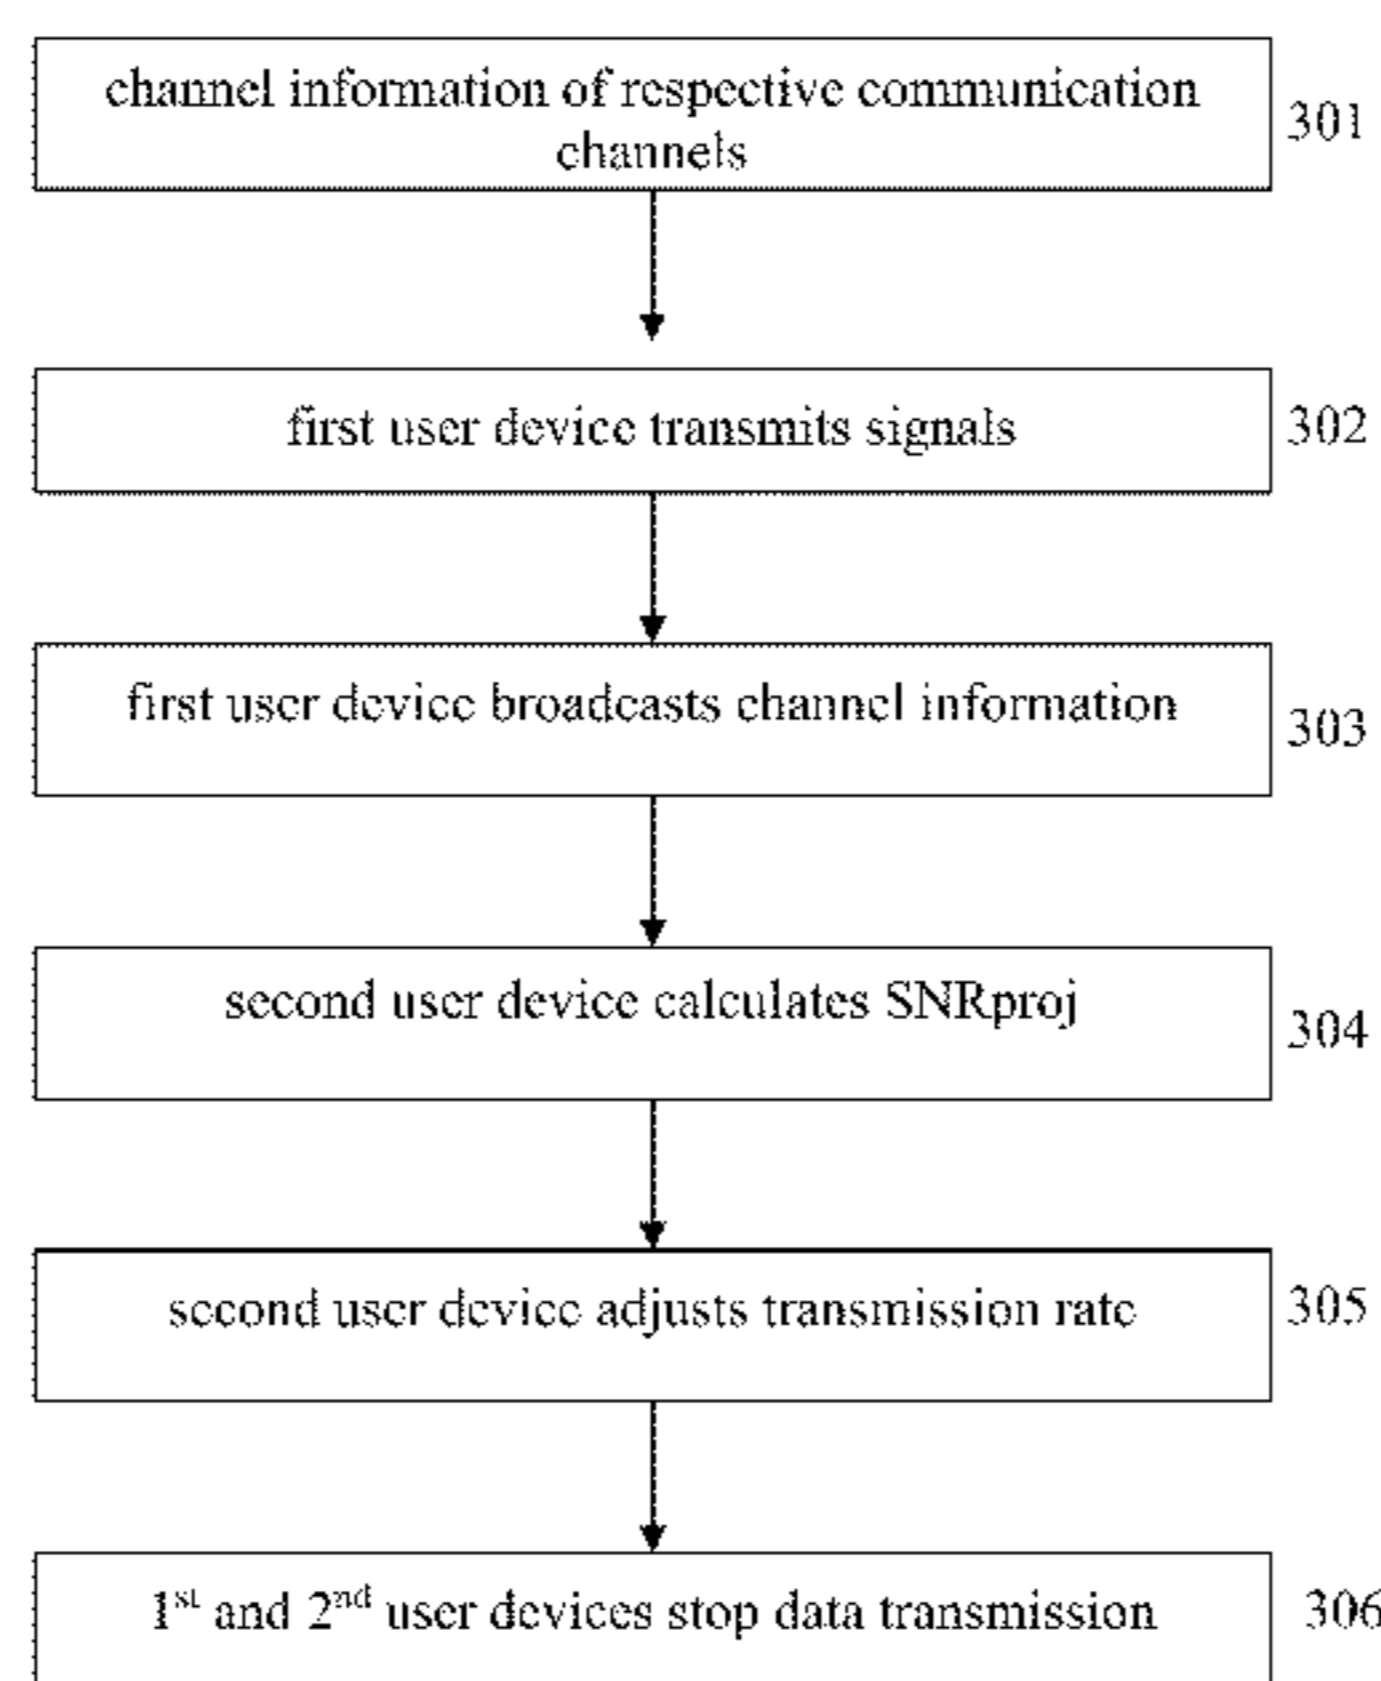 channel information of respective communication
channels
301
first user device transmits signals
302
first user device broadcasts channel information
303
second user device calculates SNRproj
304
second user device adjusts transmission rate
305
1st and 2nd user devices stop data transmission
306